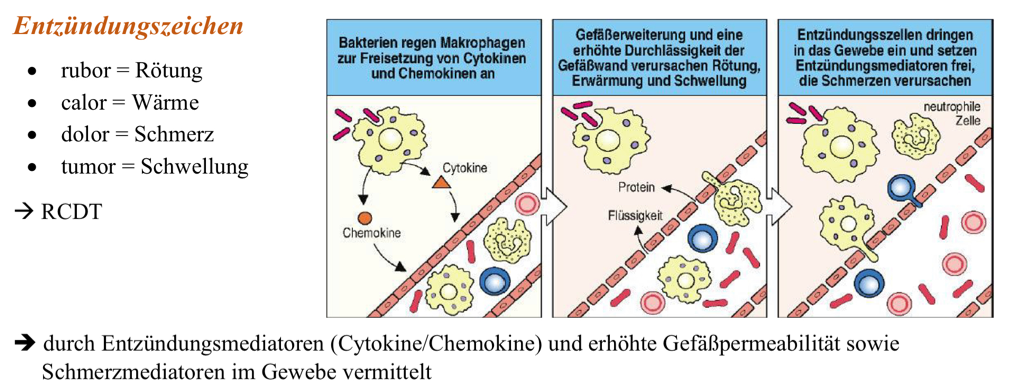 Entzündungszeichen
• rubor = Rötung
• calor = Wärme
• dolor = Schmerz
• tumor = Schwellung
→ RCDT
Bakterien regen Makrophagen
zur Freisetzung von Cytokinen
und Chemokinen an
Cytokine
Chemokine
Gefäßerweiterung und eine
erhöhte Durchlässigkeit der
Gefäßwand verursachen Rötung,
Erwärmung und Schwellung
Protein
Flüssigkeit
Entzündungsszellen dringen
in das Gewebe ein und setzen
Entzündungsmediatoren frei,
die Schmerzen verursachen
neutrophile
Zelle
→ durch Entzündungsmediatoren (Cytokine/Chemokine) und erhöhte Gefäßpermeabilität sowie
Schmerzmediatoren im Gewebe vermittelt